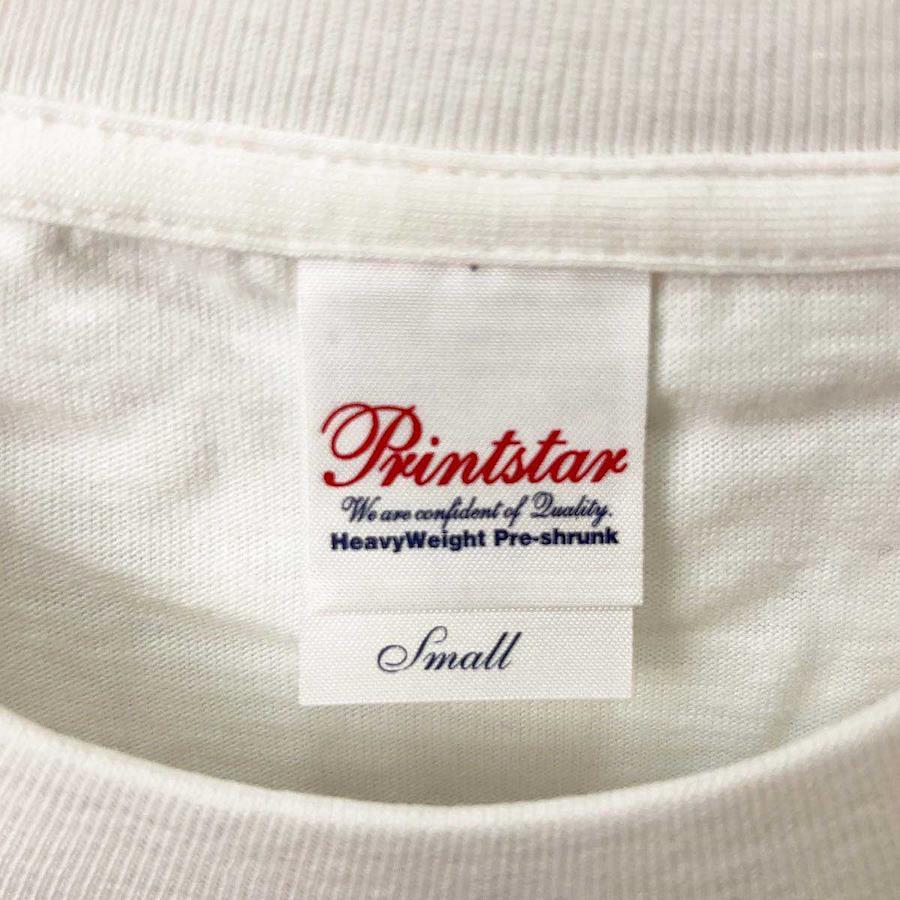 Printstar
We are confident of Quality.
HeavyWeight Pre-shrunk
Small